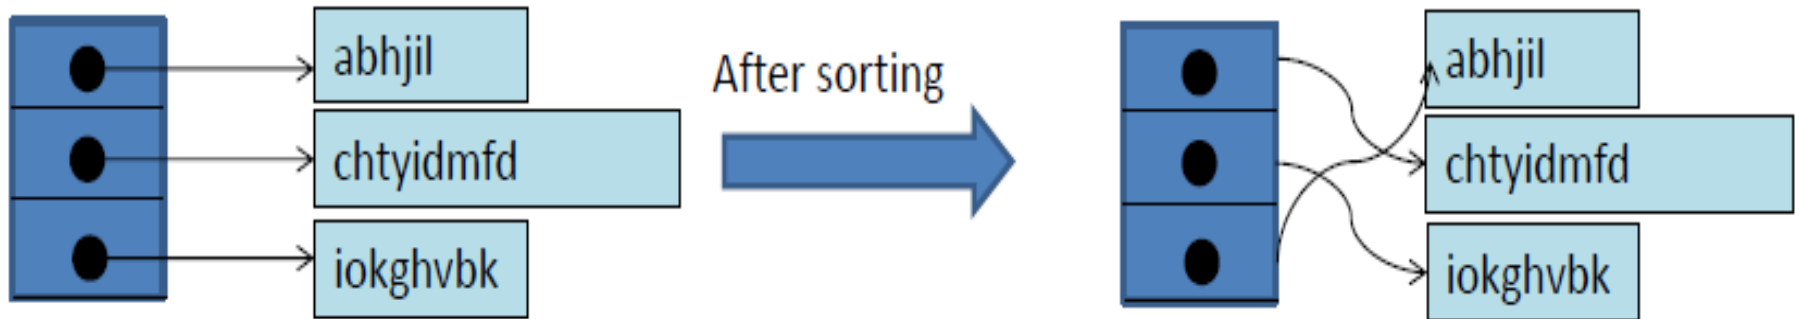 abhjil
chtyidmfd
iokghvbk
After sorting
abhjil
chtyidmfd
iokghvbk